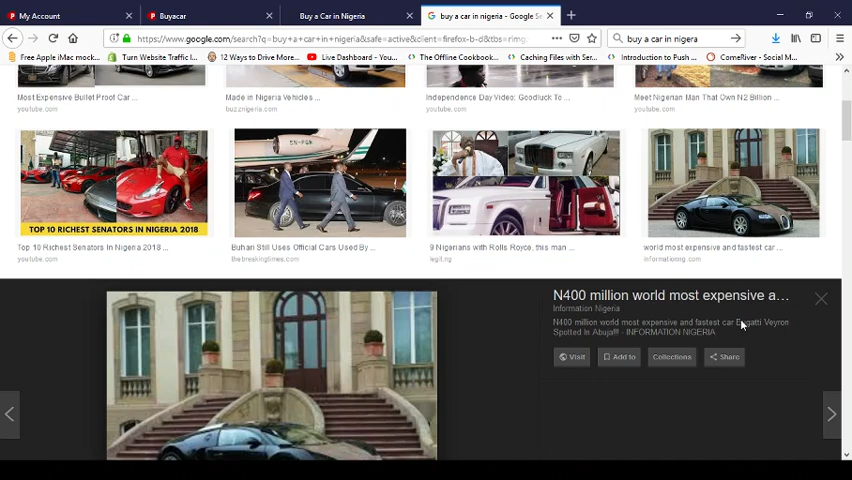 My Account
Buyacar
Buy a Car in Nigeria
buy a car in nigeria - Google Se
https://www.google.com/search?q=buy+a+car+in+nigeria&safe=active&client=firefox-b-d&tbs=rimg
buy a car in nigera
Free Apple iMac mock...
Turn Website Traffic I...
12 Ways to Drive More...
Live Dashboard - You...
The Offline Cookbook...
Caching Files with Ser...
Introduction to Push ...
ComeRiver - Social M...
Most Expensive Bullet Proof Car ...
youtube.com
Made in Nigeria Vehicles ...
buzznigeria.com
Independence Day Video: Goodluck To ...
youtube.com
Meet Nigerian Man That Own N2 Billion ...
youtube.com
TOP 10 RICHEST SENATORS IN NIGERIA 2018
5N-FGW
Top 10 Richest Senators In Nigeria 2018 ...
youtube.com
Buhari Still Uses Official Cars Used By ...
thebreakingtimes.com
9 Nigerians with Rolls Royce, this man ...
legit.ng
world most expensive and fastest car ...
informationng.com
N400 million world most expensive a...
Information Nigeria
N400 million world most expensive and fastest car Bugatti Veyron
Spotted In Abuja!!! - INFORMATION NIGERIA
Visit
Add to
Collections
Share